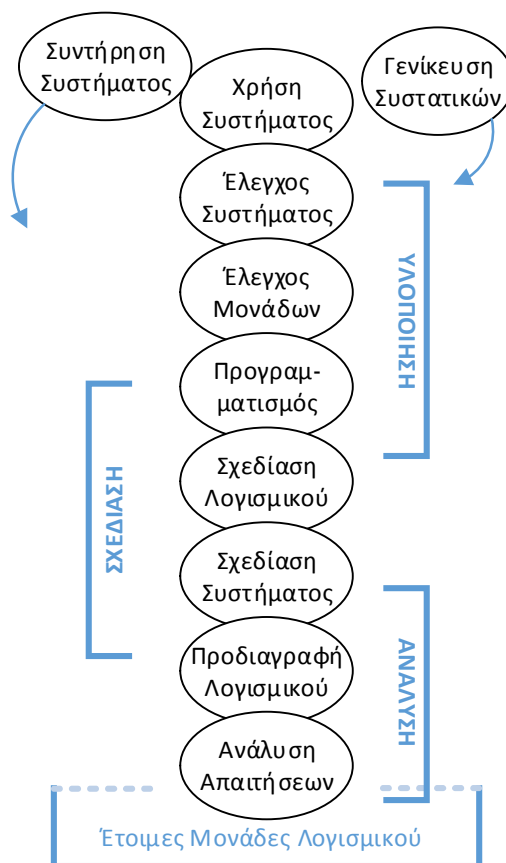 Συντήρηση
Συστήματος
Χρήση
Συστήματος
Γενίκευση
Συστατικών
Έλεγχος
Συστήματος
Έλεγχος
Μονάδων
ΥΛΟΠΟΙΗΣΗ
Προγραμ-
ματισμός
Σχεδίαση
Λογισμικού
ΣΧΕΔΙΑΣΗ
Σχεδίαση
Συστήματος
Προδιαγραφή
Λογισμικού
ΑΝΑΛΥΣΗ
Ανάλυση
Απαιτήσεων
Έτοιμες Μονάδες Λογισμικού